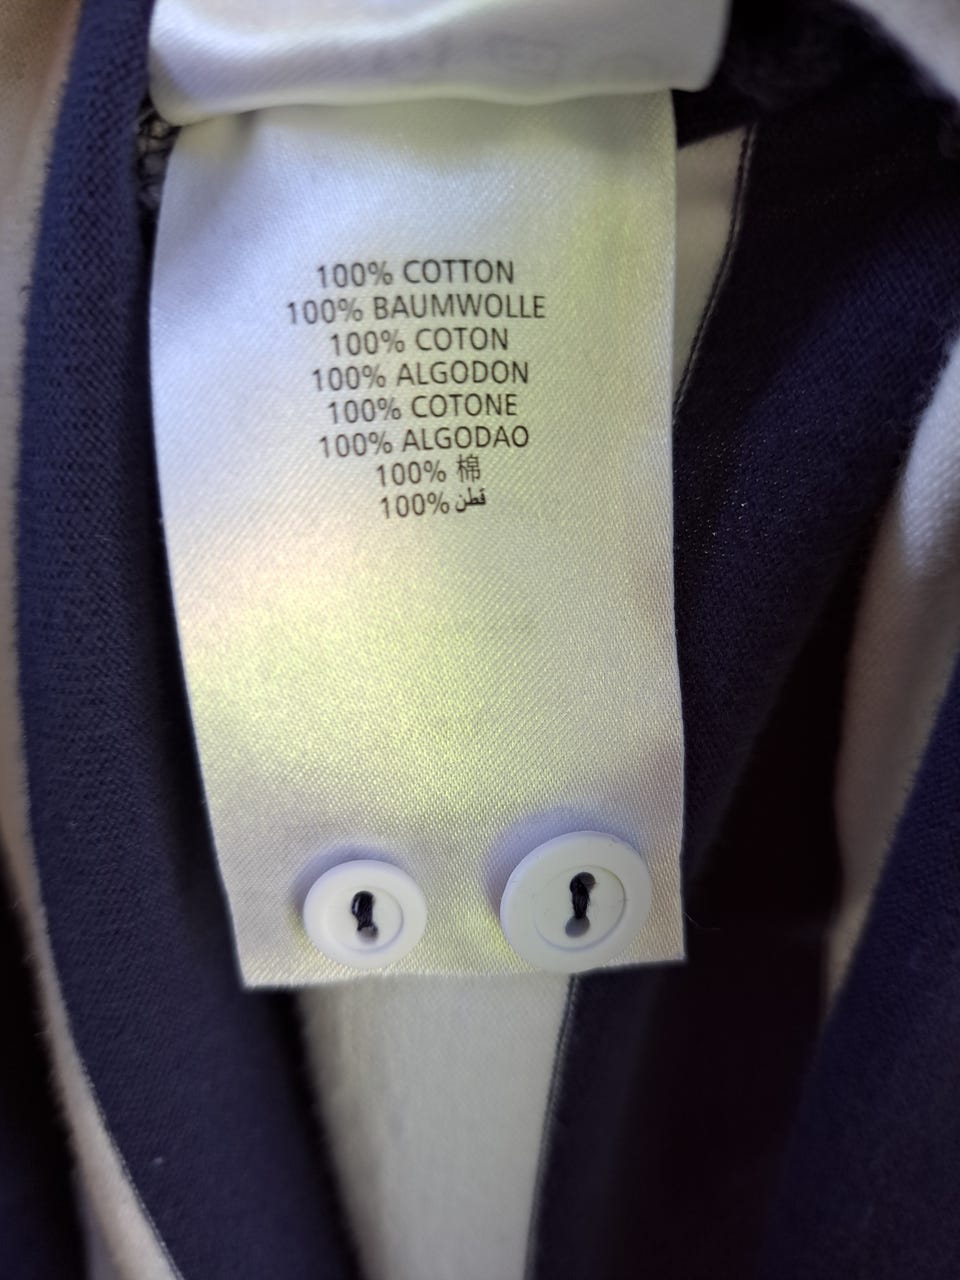 100% COTTON
100% BAUMWOLLE
100% COTON
100% ALGODON
100% COTONE
100% ALGODAO
100% 棉
100% قطن